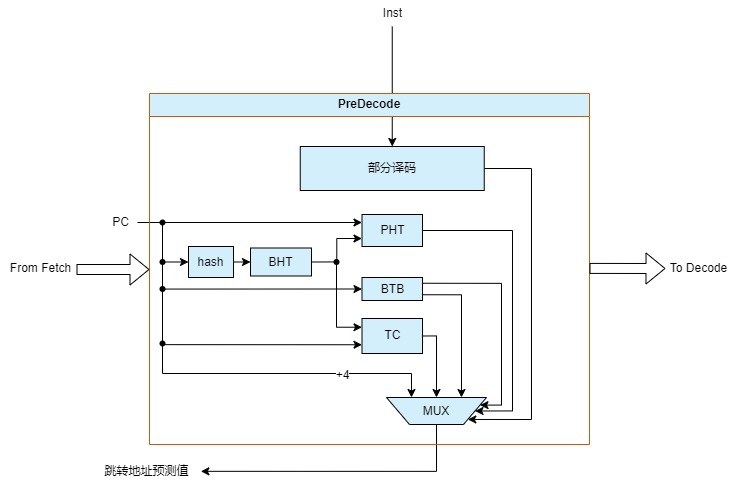 Inst
PreDecode
部分译码
PC
PHT
hash
BHT
From Fetch
To Decode
BTB
TC
+4
MUX
跳转地址预测值